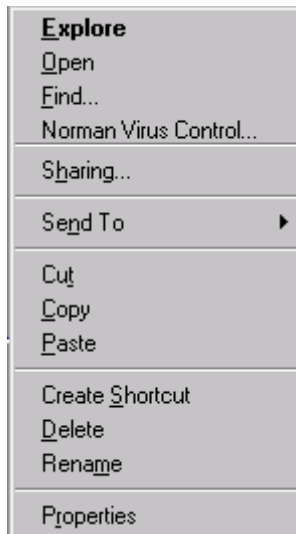 Explore
Open
Find...
Norman Virus Control...
Sharing...
Send To
Cut
Copy
Paste
Create Shortcut
Delete
Rename
Properties